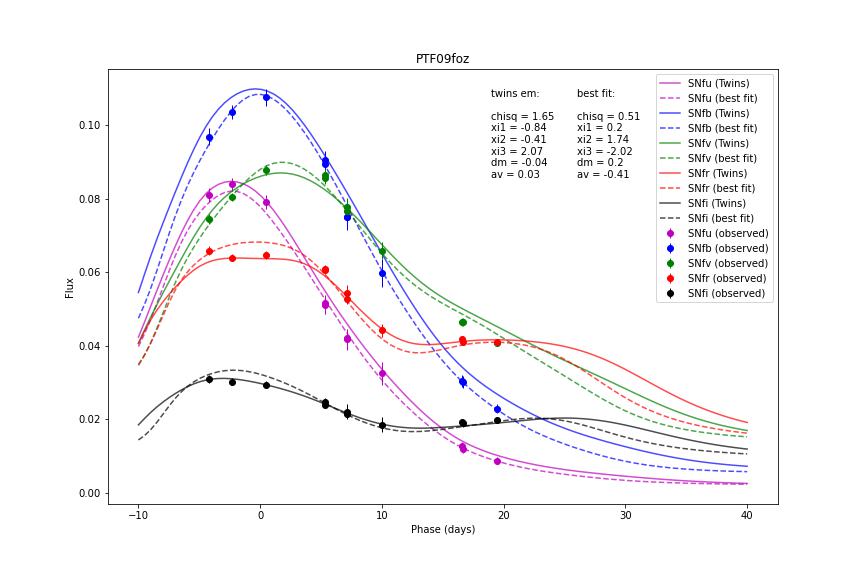 PTF09foz
twins em: best fit:
chisq = 1.65 chisq = 0.51
xi1 = -0.84 xi1 = 0.2
xi2 = -0.41 xi2 = 1.74
xi3 = 2.07 xi3 = -2.02
dm = -0.04 dm = 0.2
av = 0.03 av = -0.41
SNfu (Twins)
SNfu (best fit)
SNfb (Twins)
SNfb (best fit)
SNfv (Twins)
SNfv (best fit)
SNfr (Twins)
SNfr (best fit)
SNfi (Twins)
SNfi (best fit)
SNfu (observed)
SNfb (observed)
SNfv (observed)
SNfr (observed)
SNfi (observed)
Flux
0.10
0.08
0.06
0.04
0.02
0.00
−10 0 10 20 30 40
Phase (days)